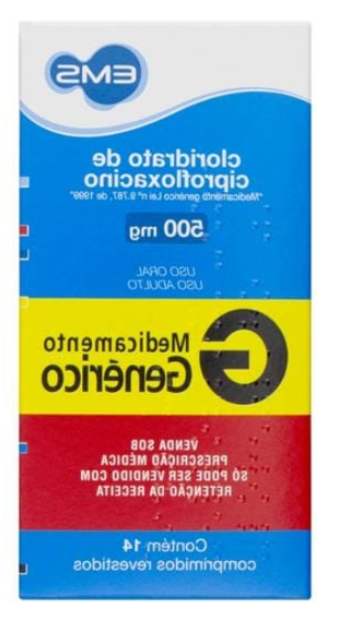 EMS
cloridrato de
ciprofloxacino
"Medicamento genérico Lei nº 9.787, de 1999"
500 mg
USO ORAL
USO ADULTO
G
Medicamento
Genérico
VENDA SOB
PRESCRIÇÃO MÉDICA
SÓ PODE SER VENDIDO COM
RETENÇÃO DA RECEITA
Contém 14
comprimidos revestidos